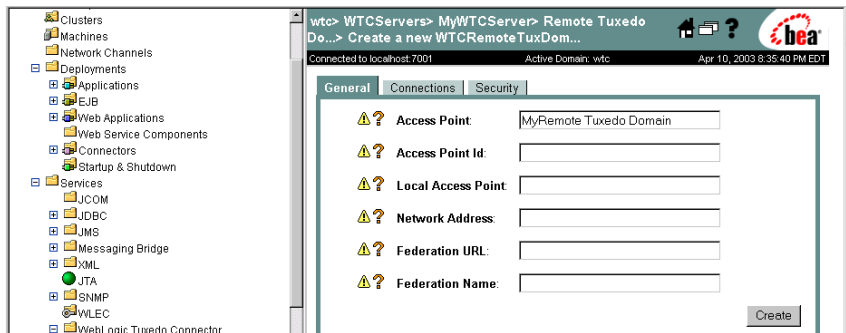 Clusters
Machines
Network Channels
Deployments
Applications
EJB
Web Applications
Web Service Components
Connectors
Startup & Shutdown
Services
JCOM
JDBC
JMS
Messaging Bridge
XML
JTA
SNMP
WLEC
WebLogic Tuxedo Connector
wtc> WTCServers> MyWTCServer> Remote Tuxedo
Do...> Create a new WTCRemoteTuxDom...
?
bea
Connected to localhost:7001 Active Domain: wtc Apr 10, 2003 8:35:40 PM EDT
General Connections Security
? Access Point: MyRemote Tuxedo Domain
? Access Point Id:
? Local Access Point:
? Network Address:
? Federation URL:
? Federation Name:
Create